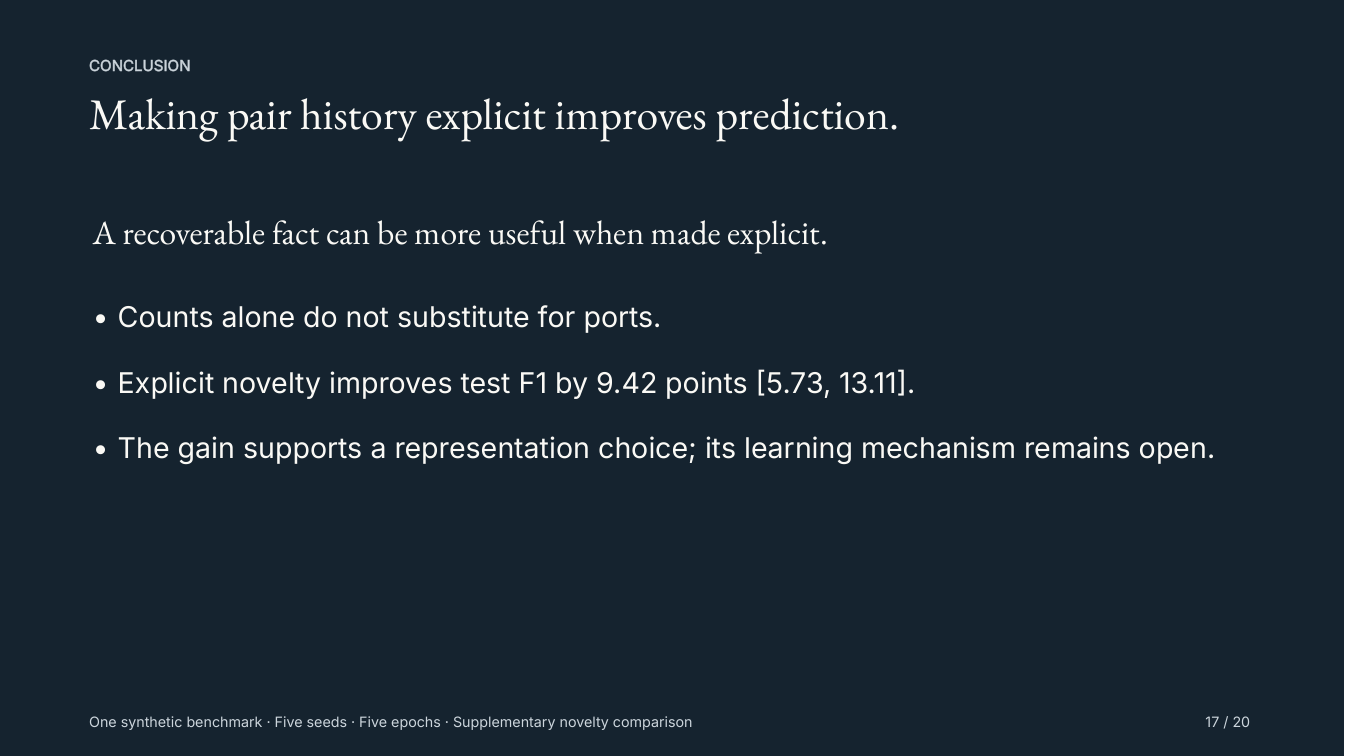 CONCLUSION
Making pair history explicit improves prediction.
A recoverable fact can be more useful when made explicit.
• Counts alone do not substitute for ports.
• Explicit novelty improves test F1 by 9.42 points [5.73, 13.11].
• The gain supports a representation choice; its learning mechanism remains open.
One synthetic benchmark · Five seeds · Five epochs · Supplementary novelty comparison
17 / 20